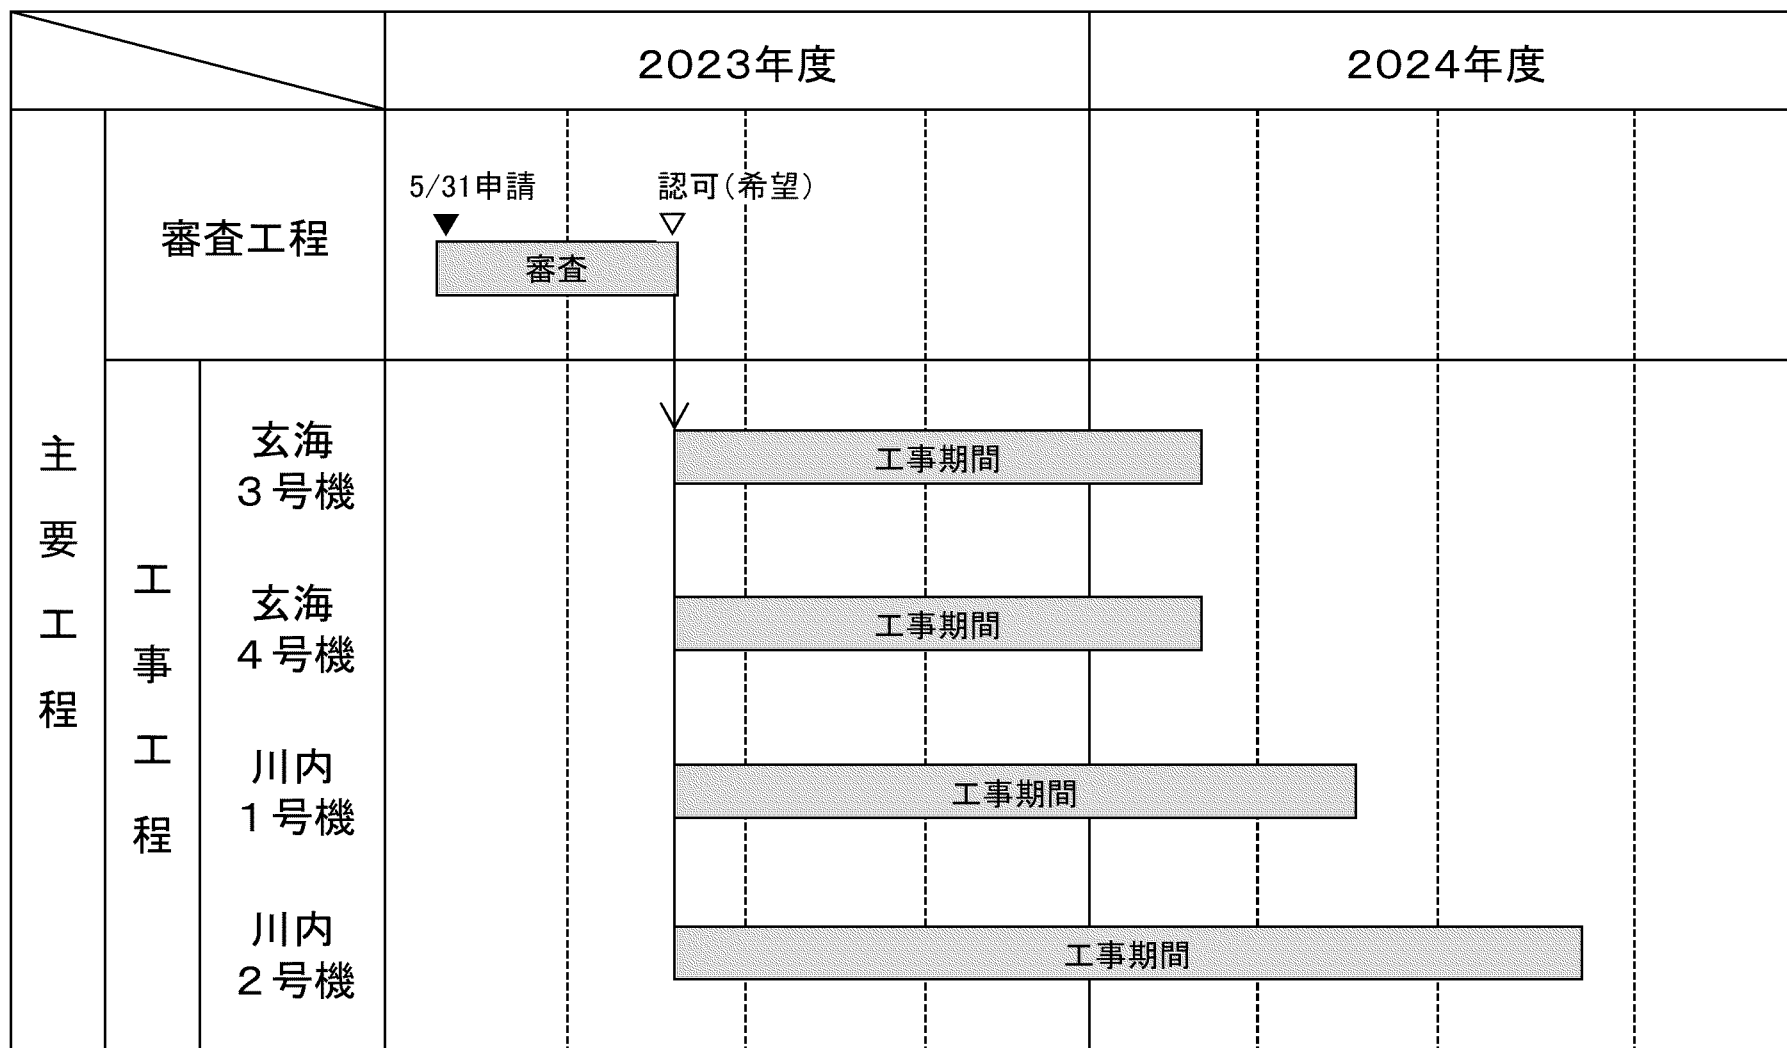 2023年度
2024年度
主要工程
審査工程
5/31申請
認可(希望)
審査
工事工程
玄海
3号機
工事期間
玄海
4号機
工事期間
川内
1号機
工事期間
川内
2号機
工事期間